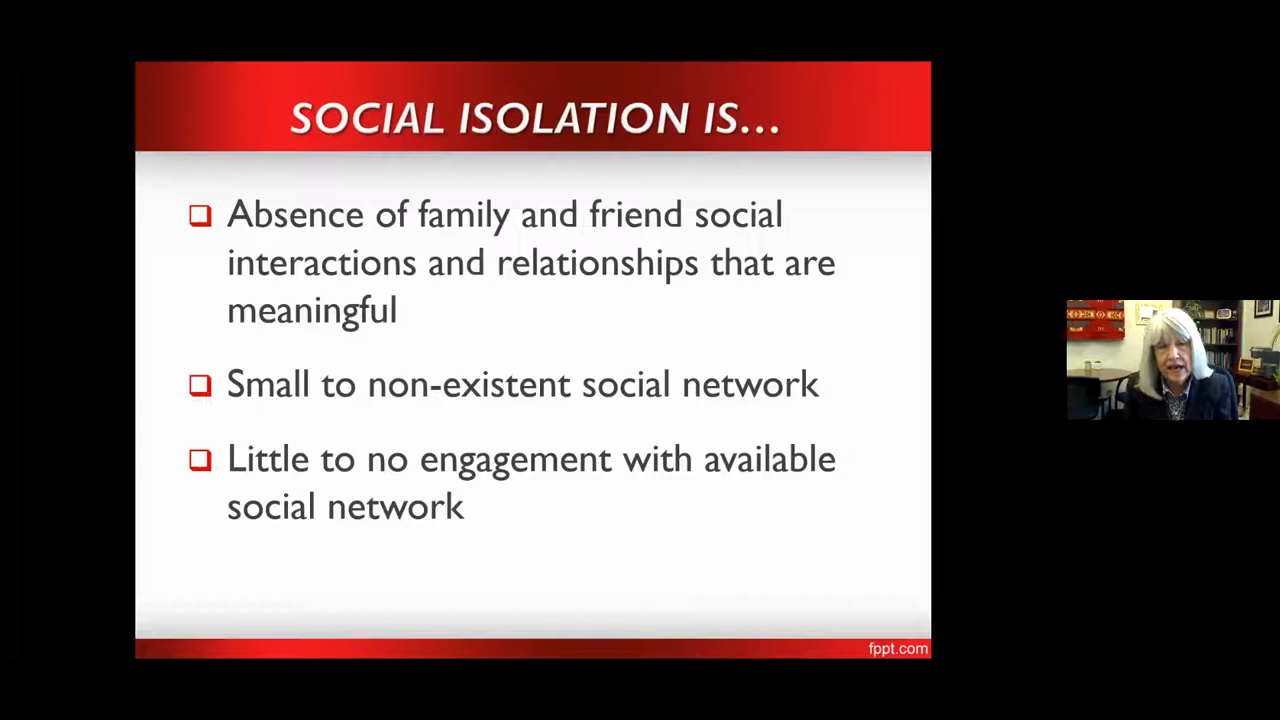 SOCIAL ISOLATION IS...
Absence of family and friend social
interactions and relationships that are
meaningful
Small to non-existent social network
Little to no engagement with available
social network
fppt.com